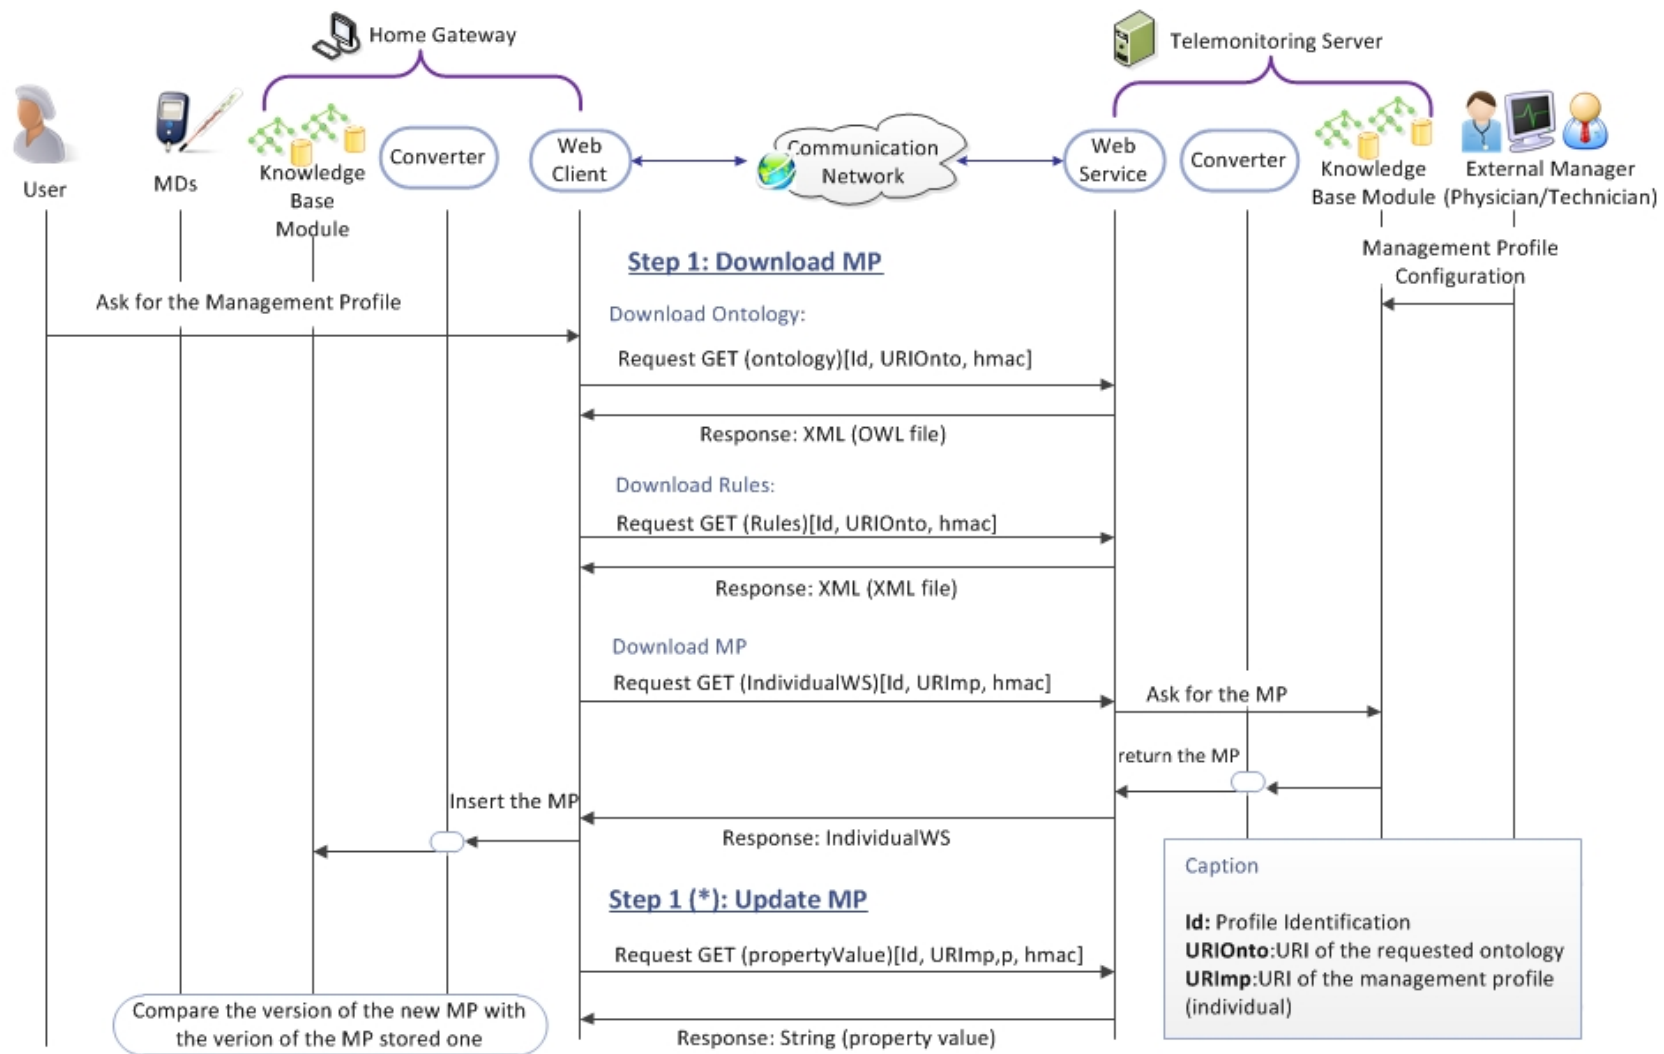 Home Gateway
Telemonitoring Server
User
MDs
Knowledge
Base
Module
Converter
Web
Client
Communication
Network
Web
Service
Converter
Knowledge
Base Module
External Manager
(Physician/Technician)
Step 1: Download MP
Management Profile
Configuration
Ask for the Management Profile
Download Ontology:
Request GET (ontology)[Id, URIOnto, hmac]
Response: XML (OWL file)
Download Rules:
Request GET (Rules)[Id, URIOnto, hmac]
Response: XML (XML file)
Download MP
Request GET (IndividualWS)[Id, URImp, hmac]
Ask for the MP
return the MP
Insert the MP
Response: IndividualWS
Step 1 (*): Update MP
Request GET (propertyValue)[Id, URImp,p, hmac]
Compare the version of the new MP with
the verion of the MP stored one
Response: String (property value)
Caption
Id: Profile Identification
URIOnto:URI of the requested ontology
URImp:URI of the management profile
(individual)